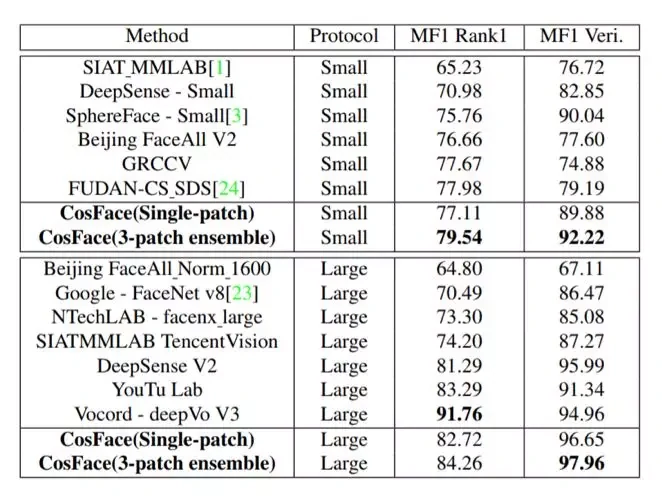 Method Protocol MF1 Rank1 MF1 Veri.
SIAT_MMLAB[1] Small 65.23 76.72
DeepSense - Small Small 70.98 82.85
SphereFace - Small[3] Small 75.76 90.04
Beijing FaceAll V2 Small 76.66 77.60
GRCCV Small 77.67 74.88
FUDAN-CS_SDS[24] Small 77.98 79.19
CosFace(Single-patch) Small 77.11 89.88
CosFace(3-patch ensemble) Small 79.54 92.22
Beijing FaceAll_Norm_1600 Large 64.80 67.11
Google - FaceNet v8[23] Large 70.49 86.47
NTechLAB - facenx_large Large 73.30 85.08
SIATMMLAB TencentVision Large 74.20 87.27
DeepSense V2 Large 81.29 95.99
YouTu Lab Large 83.29 91.34
Vocord - deepVo V3 Large 91.76 94.96
CosFace(Single-patch) Large 82.72 96.65
CosFace(3-patch ensemble) Large 84.26 97.96